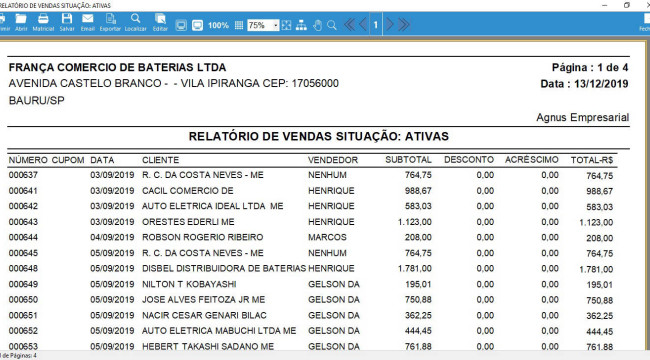 RELATÓRIO DE VENDAS SITUAÇÃO: ATIVAS
Abrir Matricial Salvar Email Exportar Localizar Editar 100% 75% 1
FRANÇA COMERCIO DE BATERIAS LTDA Página : 1 de 4
AVENIDA CASTELO BRANCO - - VILA IPIRANGA CEP: 17056000 Data : 13/12/2019
BAURU/SP
Agnus Empresarial
RELATÓRIO DE VENDAS SITUAÇÃO: ATIVAS
NÚMERO CUPOM DATA CLIENTE VENDEDOR SUBTOTAL DESCONTO ACRÉSCIMO TOTAL-R$
000637 03/09/2019 R. C. DA COSTA NEVES - ME NENHUM 764,75 0,00 0,00 764,75
000641 03/09/2019 CACIL COMERCIO DE HENRIQUE 988,67 0,00 0,00 988,67
000642 03/09/2019 AUTO ELETRICA IDEAL LTDA ME HENRIQUE 583,03 0,00 0,00 583,03
000643 03/09/2019 ORESTES EDERLI ME HENRIQUE 1.123,00 0,00 0,00 1.123,00
000644 04/09/2019 ROBSON ROGERIO RIBEIRO MARCOS 208,00 0,00 0,00 208,00
000645 05/09/2019 R. C. DA COSTA NEVES - ME NENHUM 764,75 0,00 0,00 764,75
000648 05/09/2019 DISBEL DISTRIBUIDORA DE BATERIAS HENRIQUE 1.781,00 0,00 0,00 1.781,00
000649 05/09/2019 NILTON T KOBAYASHI GELSON DA 195,01 0,00 0,00 195,01
000650 05/09/2019 JOSE ALVES FEITOZA JR ME GELSON DA 750,88 0,00 0,00 750,88
000651 05/09/2019 NACIR CESAR GENARI BILAC GELSON DA 362,25 0,00 0,00 362,25
000652 05/09/2019 AUTO ELETRICA MABUCHI LTDA ME GELSON DA 444,45 0,00 0,00 444,45
000653 05/09/2019 HEBERT TAKASHI SADANO ME GELSON DA 761,88 0,00 0,00 761,88
de Páginas: 4